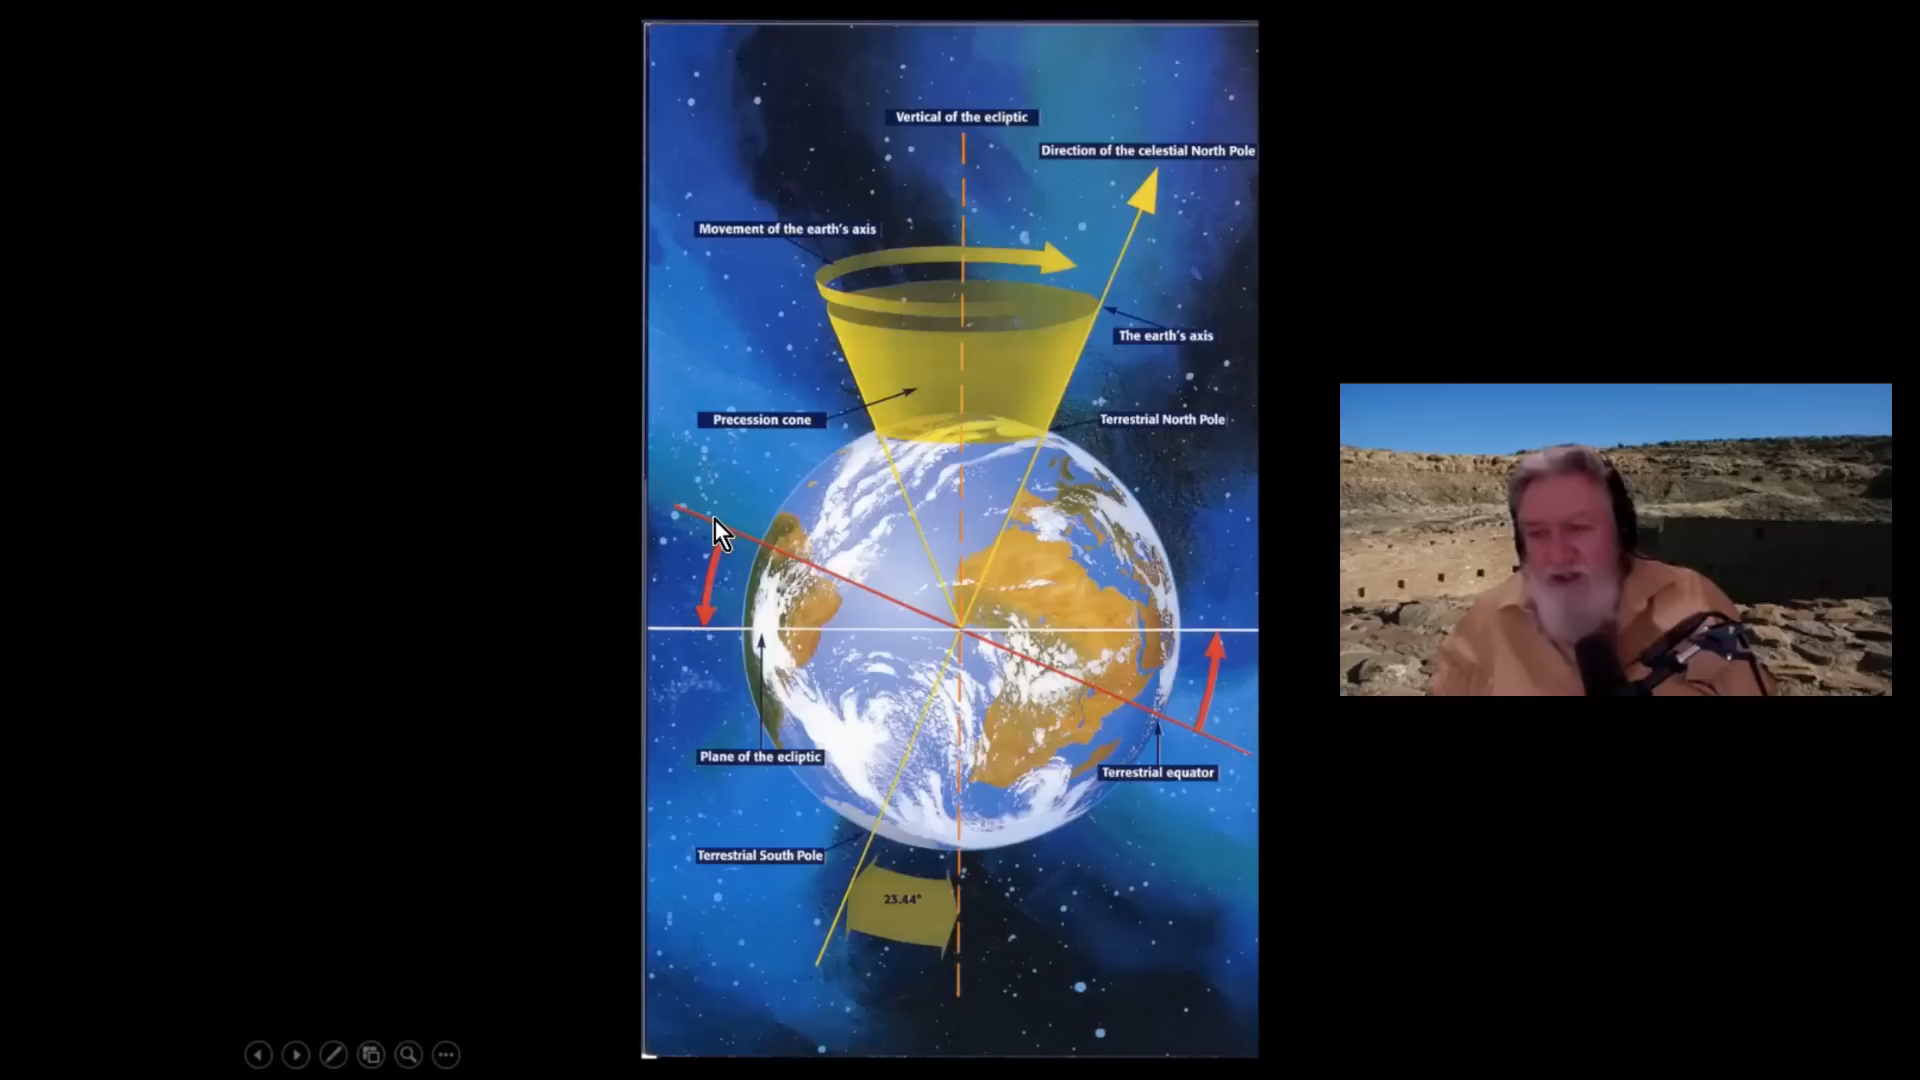 Vertical of the ecliptic
Direction of the celestial North Pole
Movement of the earth's axis
The earth's axis
Precession cone
Terrestrial North Pole
Plane of the ecliptic
Terrestrial equator
Terrestrial South Pole
23.44°